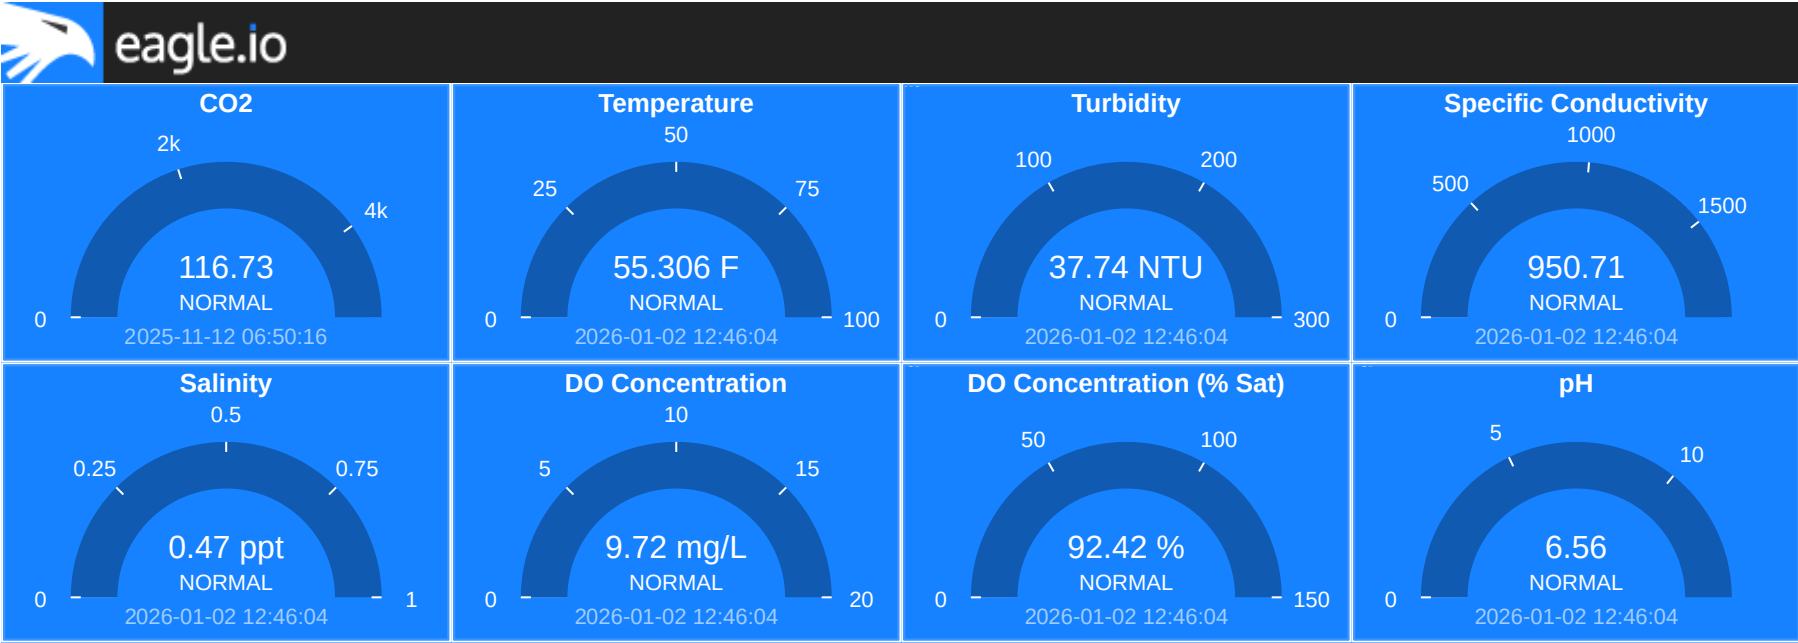 eagle.io
CO2
2k
4k
116.73
NORMAL
0
2025-11-12 06:50:16
Temperature
50
25
75
55.306 F
NORMAL
0
100
2026-01-02 12:46:04
Turbidity
100
200
37.74 NTU
NORMAL
0
300
2026-01-02 12:46:04
Specific Conductivity
1000
500
1500
950.71
NORMAL
0
2026-01-02 12:46:04
Salinity
0.5
0.25
0.75
0.47 ppt
NORMAL
0
1
2026-01-02 12:46:04
DO Concentration
10
5
15
9.72 mg/L
NORMAL
0
20
2026-01-02 12:46:04
DO Concentration (% Sat)
50
100
92.42 %
NORMAL
0
150
2026-01-02 12:46:04
pH
5
10
6.56
NORMAL
0
2026-01-02 12:46:04